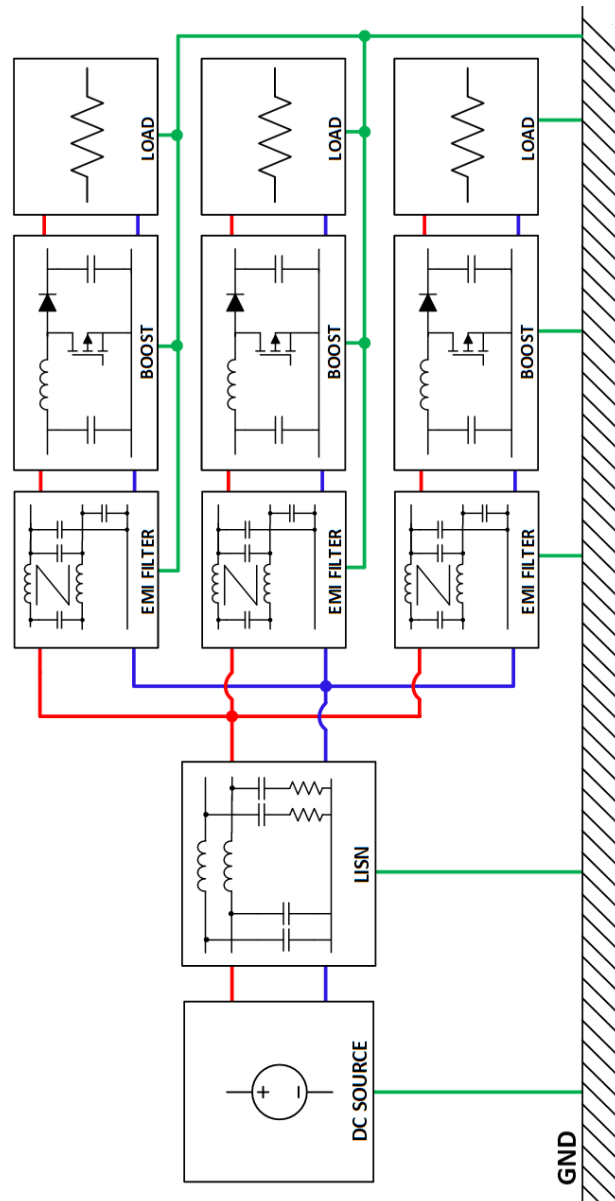 LOAD
LOAD
LOAD
BOOST
BOOST
BOOST
EMI FILTER
EMI FILTER
EMI FILTER
LISN
DC SOURCE
+
−
GND